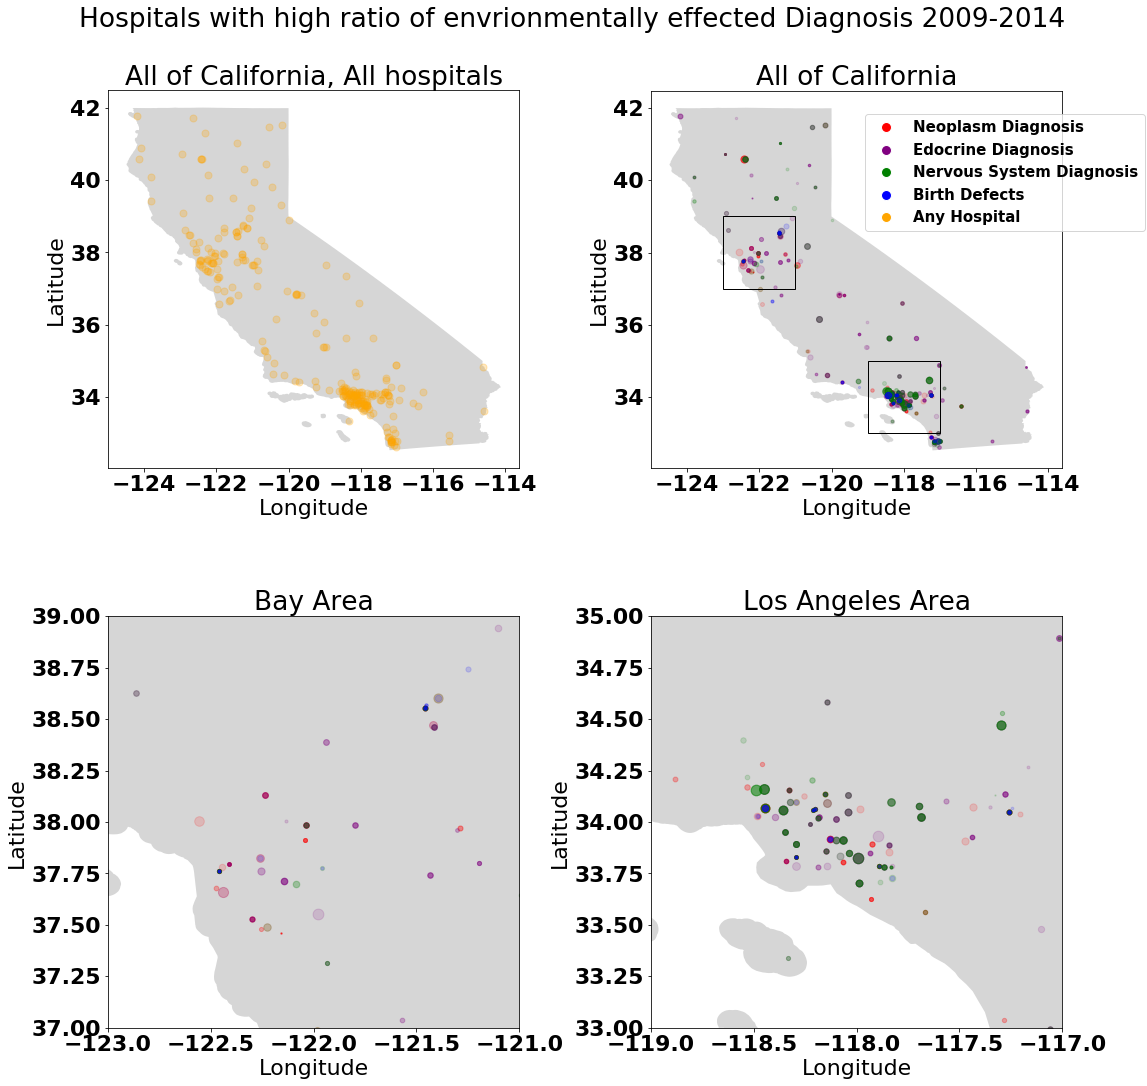 Hospitals with high ratio of envrionmentally effected Diagnosis 2009-2014
All of California, All hospitals
All of California
42
40
38
36
34
Latitude
−124 −122 −120 −118 −116 −114
Longitude
42
40
38
36
34
Latitude
−124 −122 −120 −118 −116 −114
Longitude
Neoplasm Diagnosis
Edocrine Diagnosis
Nervous System Diagnosis
Birth Defects
Any Hospital
Bay Area
39.00
38.75
38.50
38.25
38.00
37.75
37.50
37.25
37.00
Latitude
−123.0 −122.5 −122.0 −121.5 −121.0
Longitude
Los Angeles Area
35.00
34.75
34.50
34.25
34.00
33.75
33.50
33.25
33.00
Latitude
−119.0 −118.5 −118.0 −117.5 −117.0
Longitude